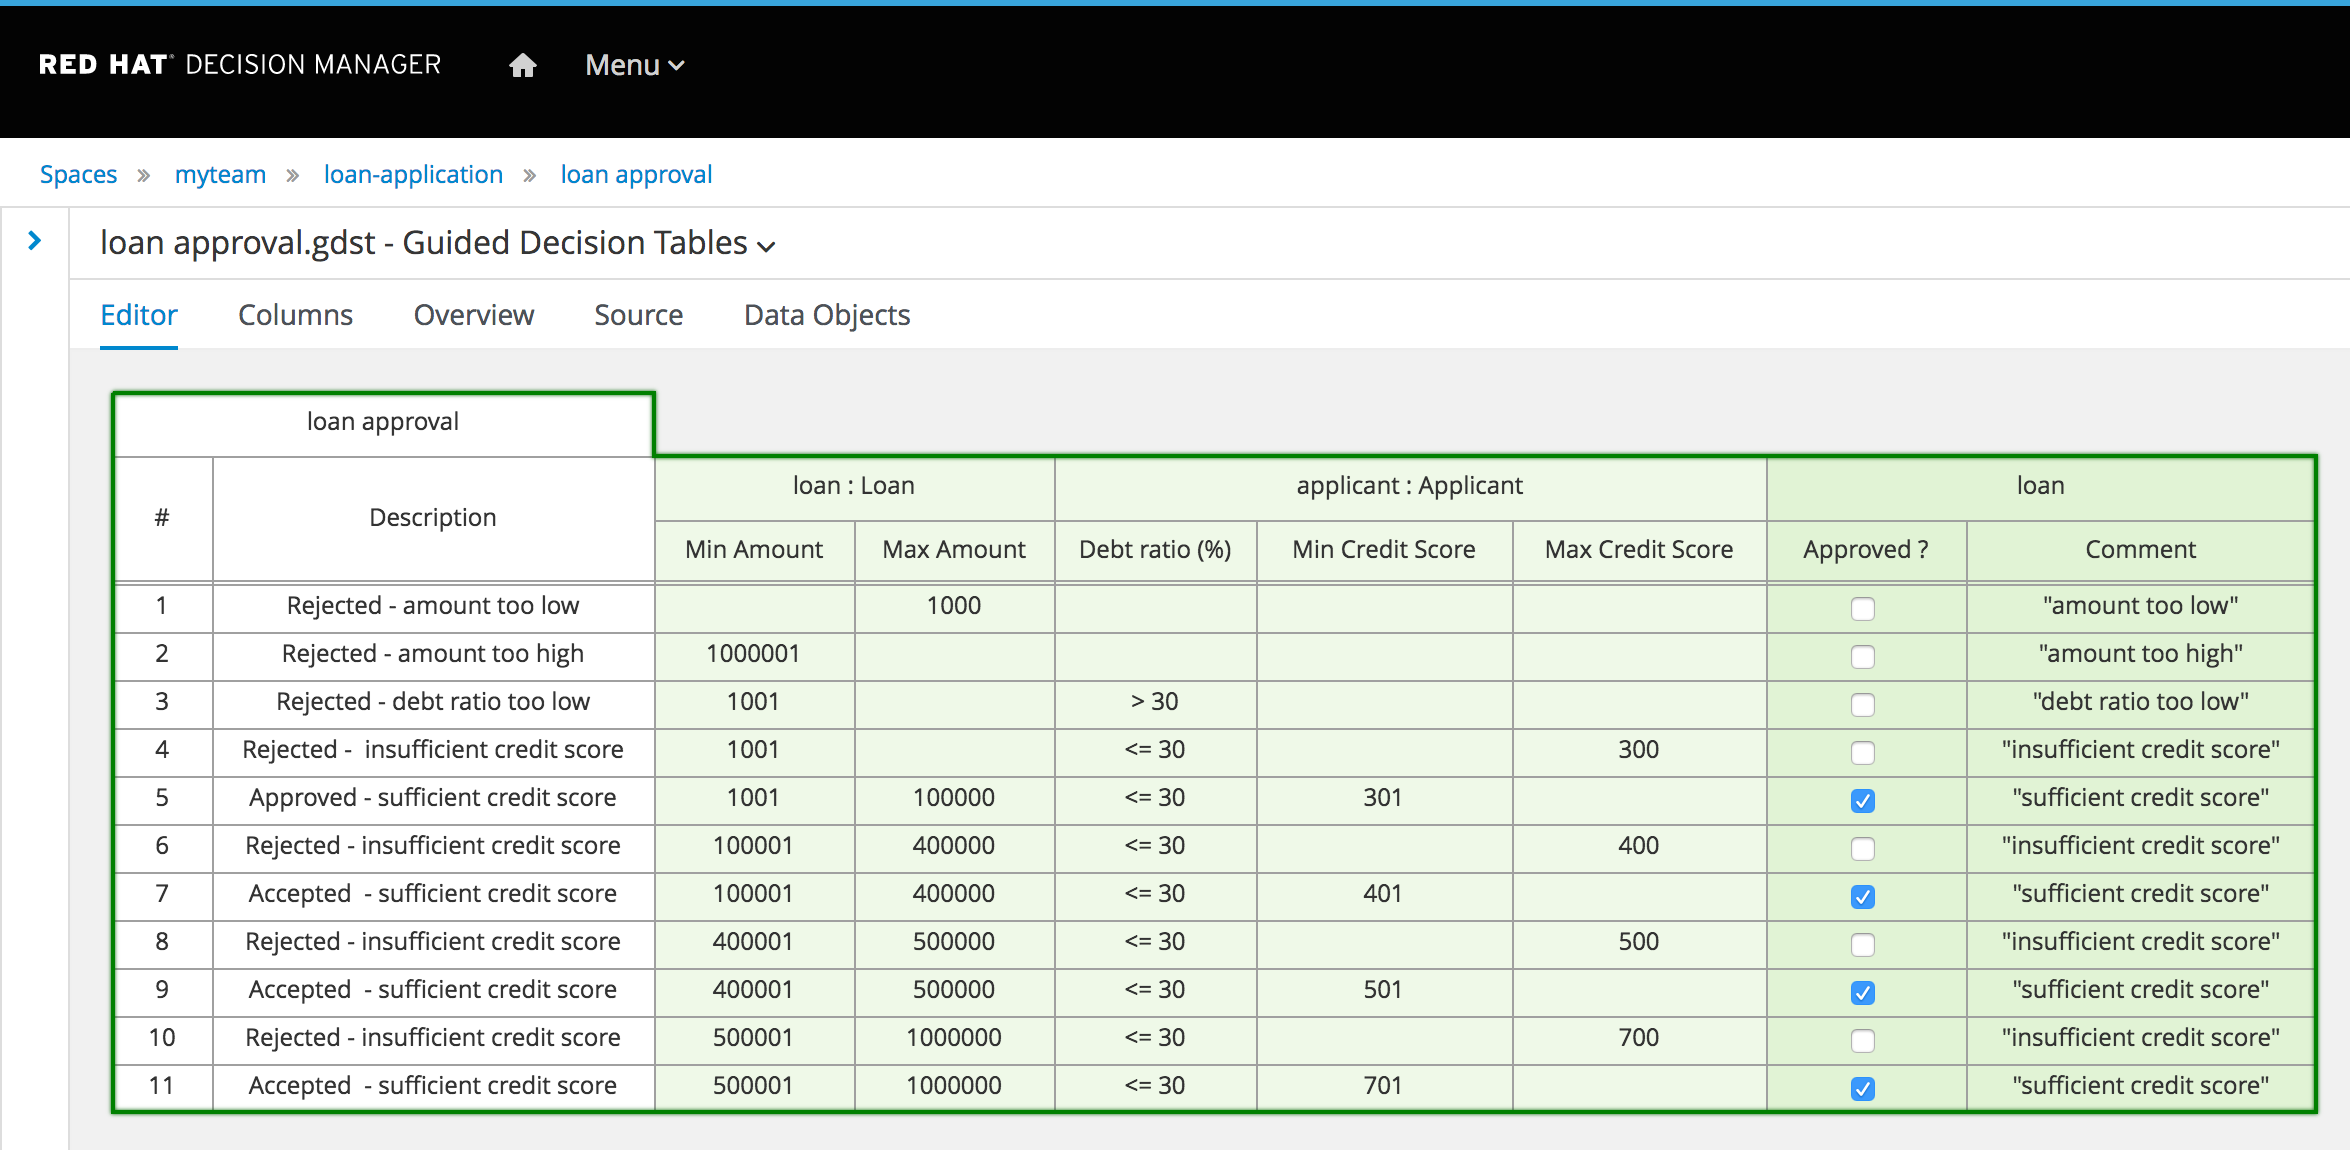 RED HAT® DECISION MANAGER Menu
Spaces » myteam » loan-application » loan approval
loan approval.gdst - Guided Decision Tables
Editor Columns Overview Source Data Objects
loan approval
# Description loan : Loan applicant : Applicant loan
Min Amount Max Amount Debt ratio (%) Min Credit Score Max Credit Score Approved ? Comment
1 Rejected - amount too low 1000 "amount too low"
2 Rejected - amount too high 1000001 "amount too high"
3 Rejected - debt ratio too low 1001 > 30 "debt ratio too low"
4 Rejected -  insufficient credit score 1001 <= 30 300 "insufficient credit score"
5 Approved - sufficient credit score 1001 100000 <= 30 301 "sufficient credit score"
6 Rejected - insufficient credit score 100001 400000 <= 30 400 "insufficient credit score"
7 Accepted  - sufficient credit score 100001 400000 <= 30 401 "sufficient credit score"
8 Rejected - insufficient credit score 400001 500000 <= 30 500 "insufficient credit score"
9 Accepted  - sufficient credit score 400001 500000 <= 30 501 "sufficient credit score"
10 Rejected - insufficient credit score 500001 1000000 <= 30 700 "insufficient credit score"
11 Accepted  - sufficient credit score 500001 1000000 <= 30 701 "sufficient credit score"